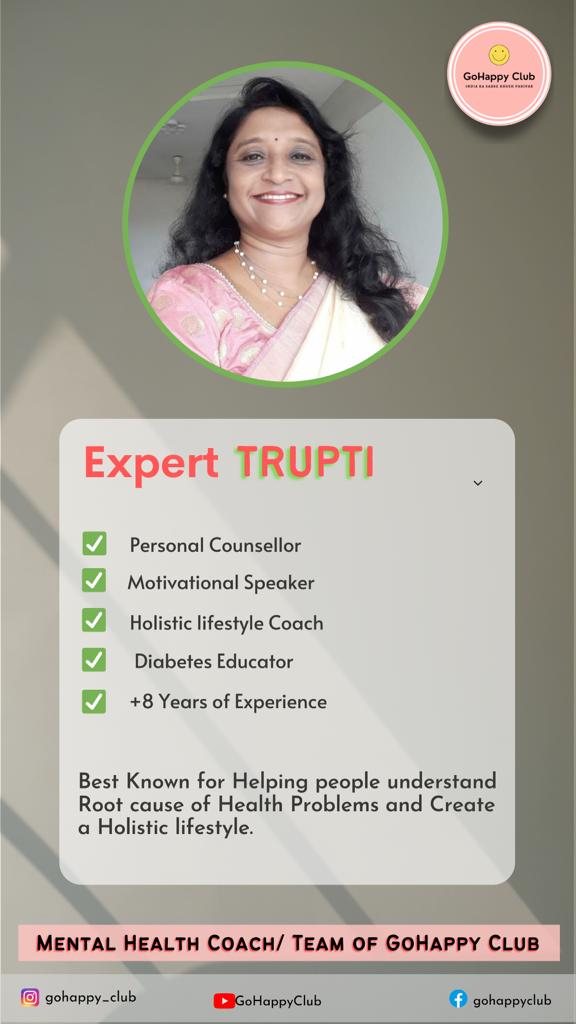 GoHappy Club
INDIA KA SABSE KHUSH PARIVAR
Expert TRUPTI
Personal Counsellor
Motivational Speaker
Holistic lifestyle Coach
Diabetes Educator
+8 Years of Experience
Best Known for Helping people understand
Root cause of Health Problems and Create
a Holistic lifestyle.
Mental Health Coach/ Team of GoHappy Club
gohappy_club
GoHappyClub
gohappyclub